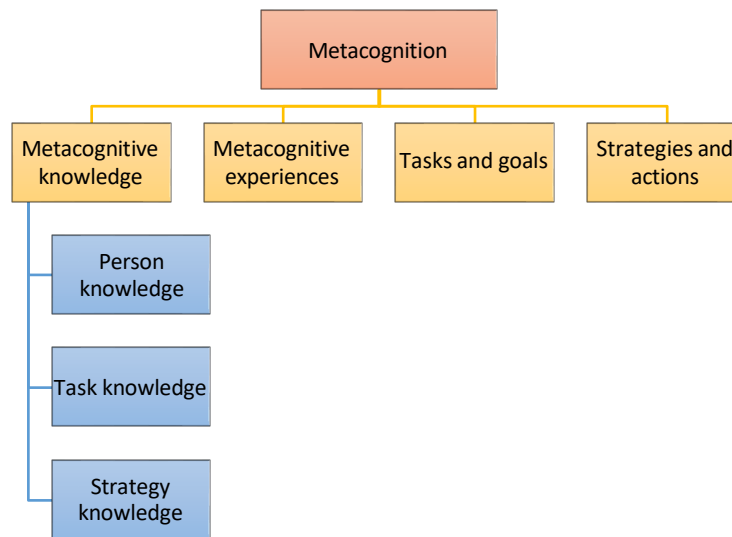 Metacognition
Metacognitive
knowledge
Metacognitive
experiences
Tasks and goals
Strategies and
actions
Person
knowledge
Task knowledge
Strategy
knowledge